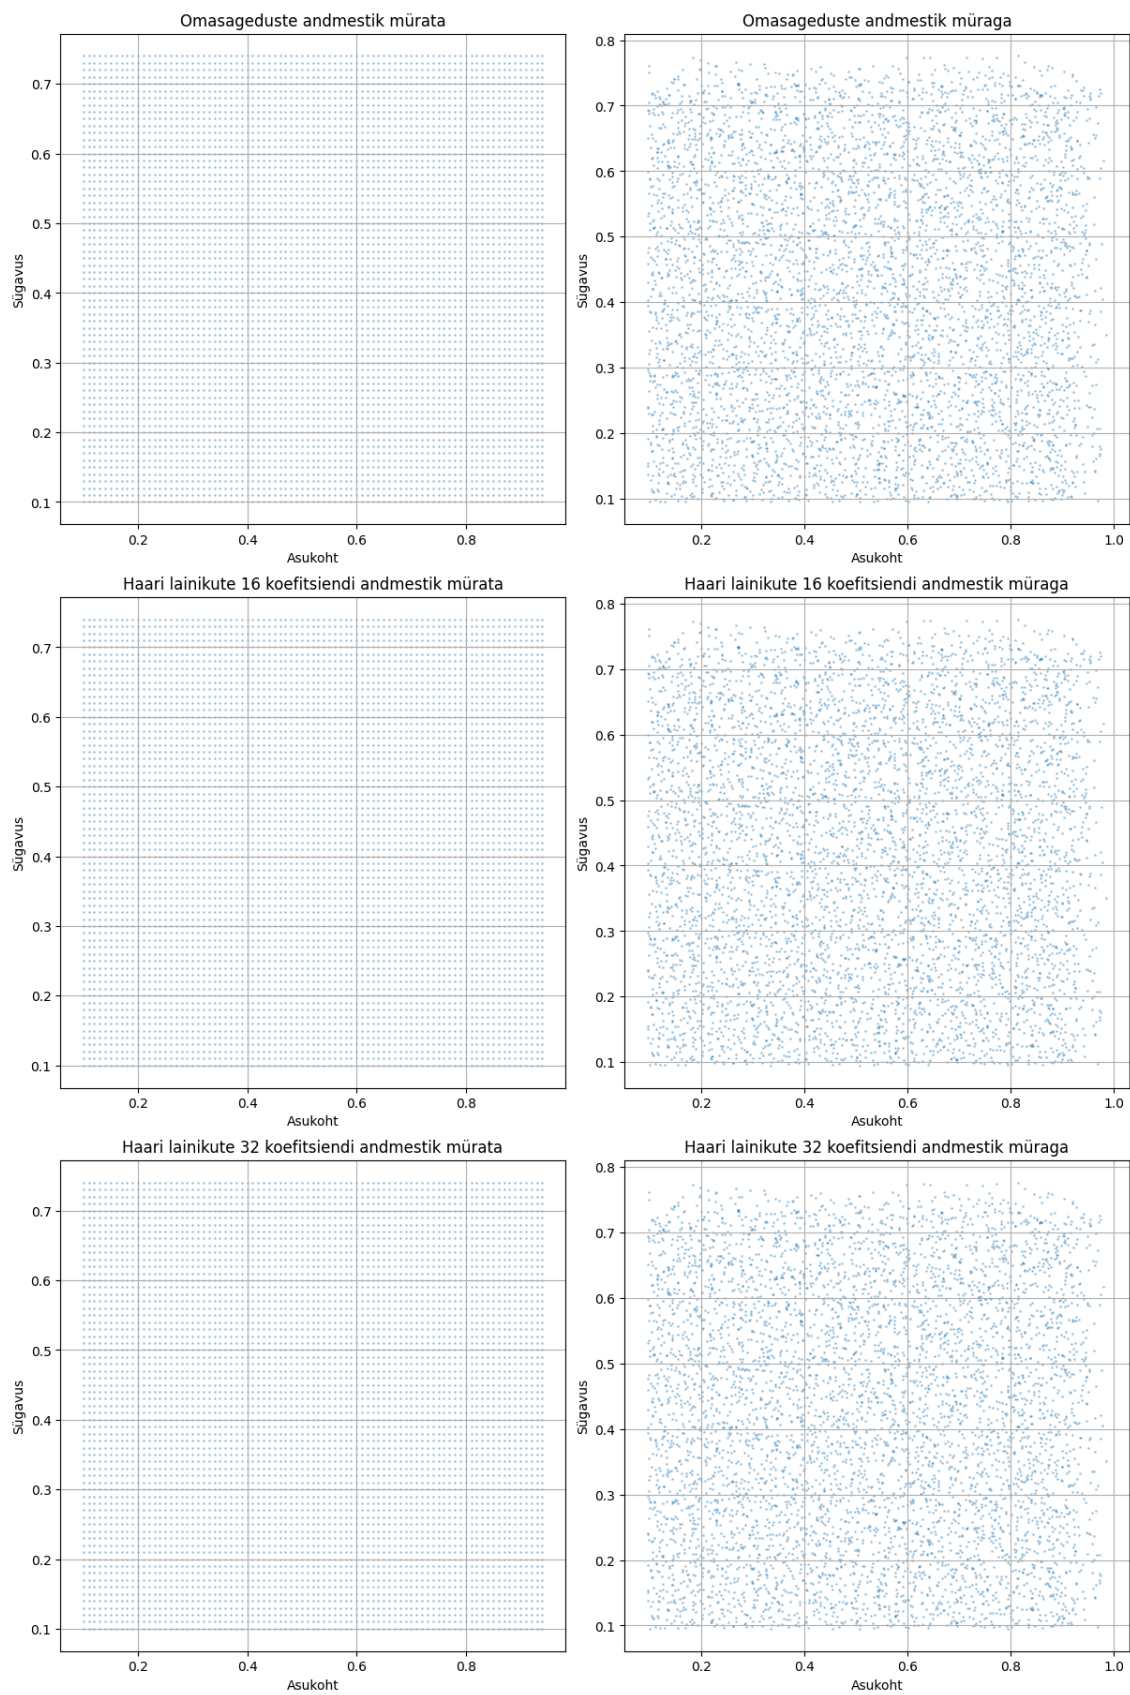 Omasageduste andmestik mürata
0.7
0.6
0.5
0.4
0.3
0.2
0.1
Sügavus
0.2 0.4 0.6 0.8
Asukoht
Omasageduste andmestik müraga
0.8
0.7
0.6
0.5
0.4
0.3
0.2
0.1
Sügavus
0.2 0.4 0.6 0.8 1.0
Asukoht
Haari lainikute 16 koefitsiendi andmestik mürata
0.7
0.6
0.5
0.4
0.3
0.2
0.1
Sügavus
0.2 0.4 0.6 0.8
Asukoht
Haari lainikute 16 koefitsiendi andmestik müraga
0.8
0.7
0.6
0.5
0.4
0.3
0.2
0.1
Sügavus
0.2 0.4 0.6 0.8 1.0
Asukoht
Haari lainikute 32 koefitsiendi andmestik mürata
0.7
0.6
0.5
0.4
0.3
0.2
0.1
Sügavus
0.2 0.4 0.6 0.8
Asukoht
Haari lainikute 32 koefitsiendi andmestik müraga
0.8
0.7
0.6
0.5
0.4
0.3
0.2
0.1
Sügavus
0.2 0.4 0.6 0.8 1.0
Asukoht